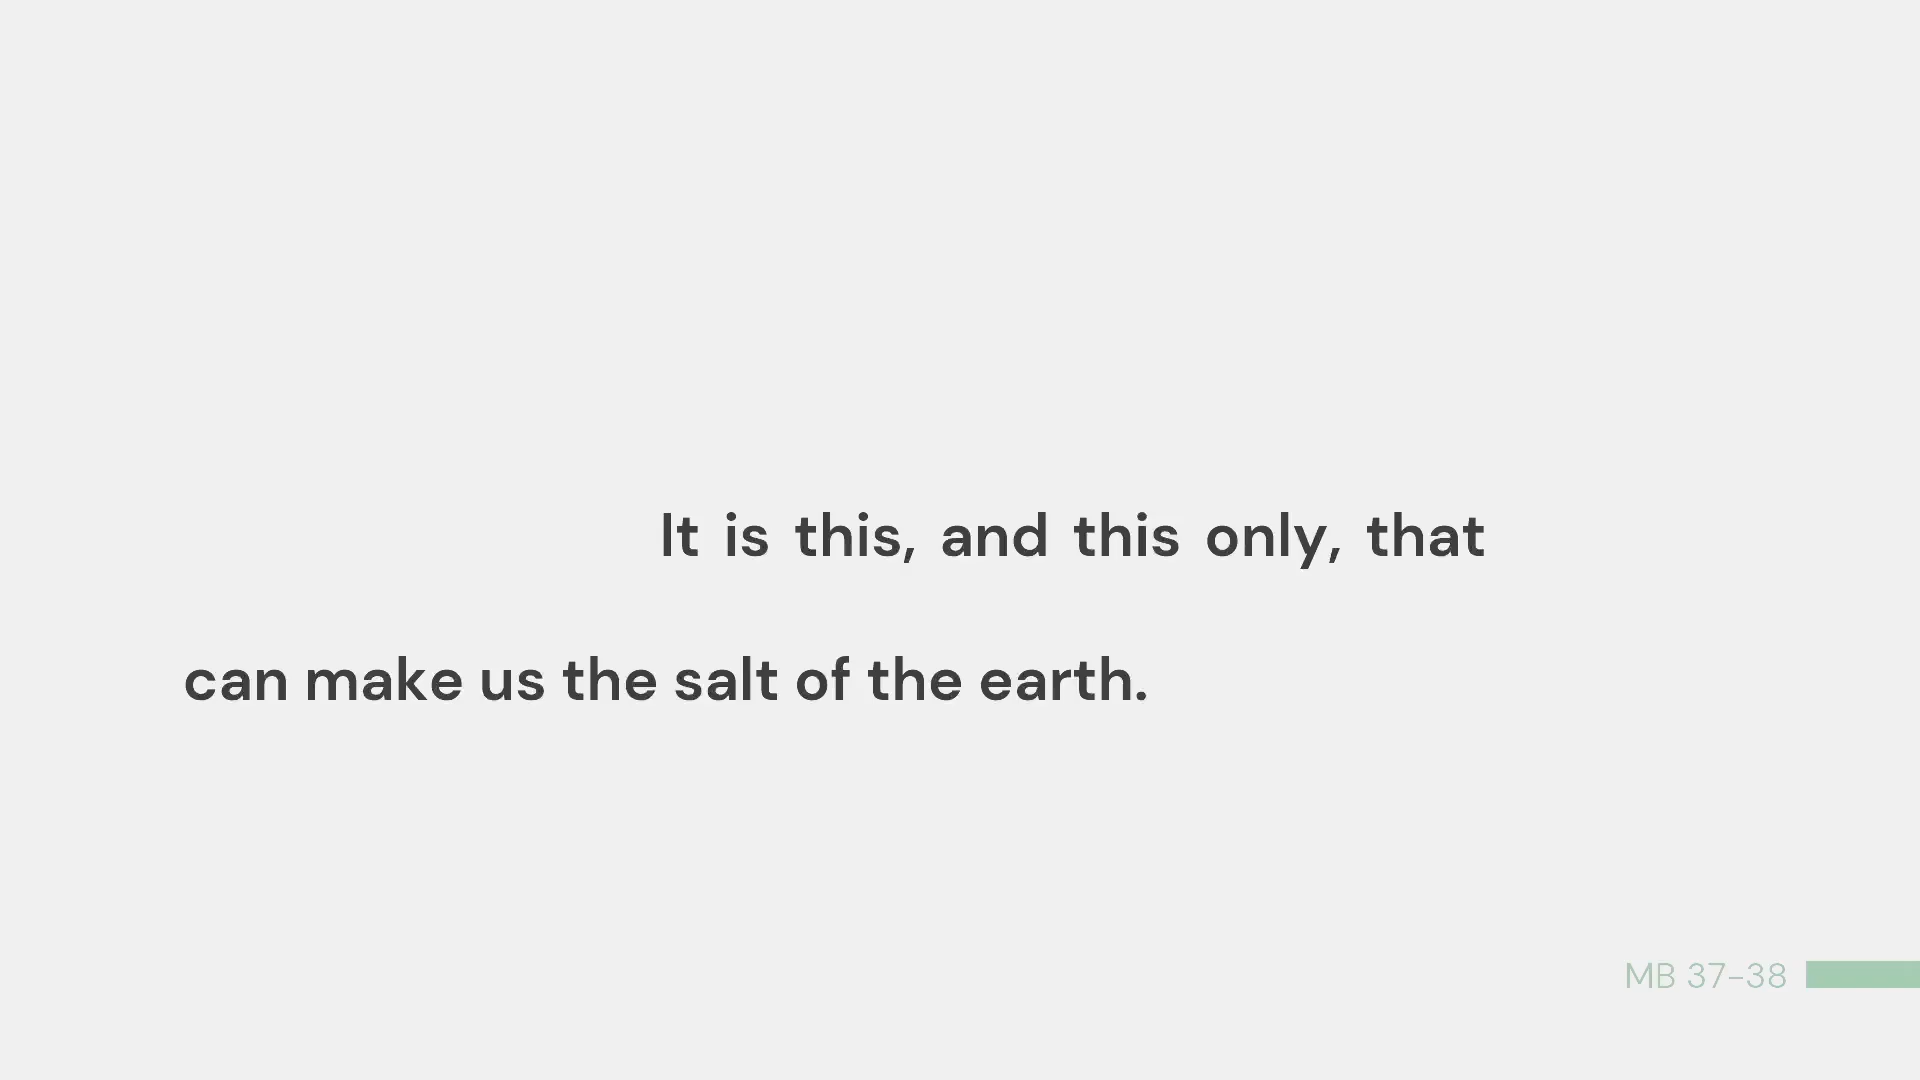 It is this, and this only, that
can make us the salt of the earth.
MB 37–38